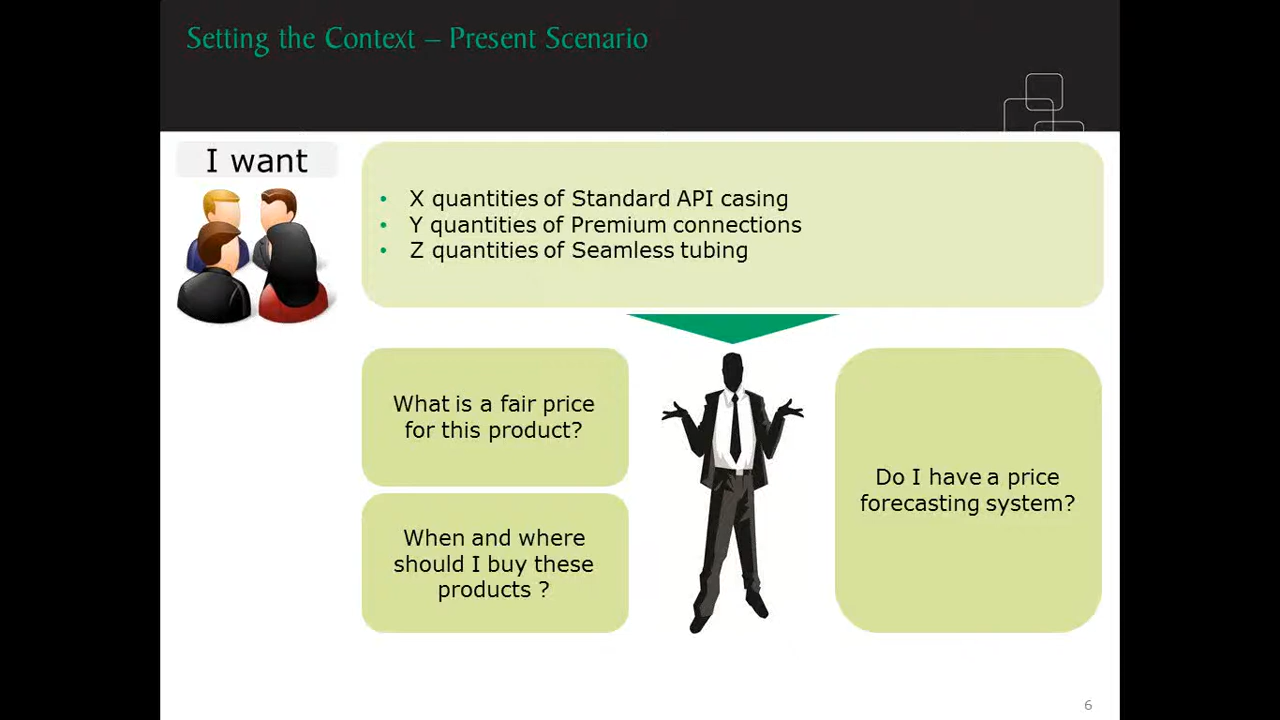 Setting the Context – Present Scenario
I want
• X quantities of Standard API casing
• Y quantities of Premium connections
• Z quantities of Seamless tubing
What is a fair price
for this product?
When and where
should I buy these
products ?
Do I have a price
forecasting system?
6